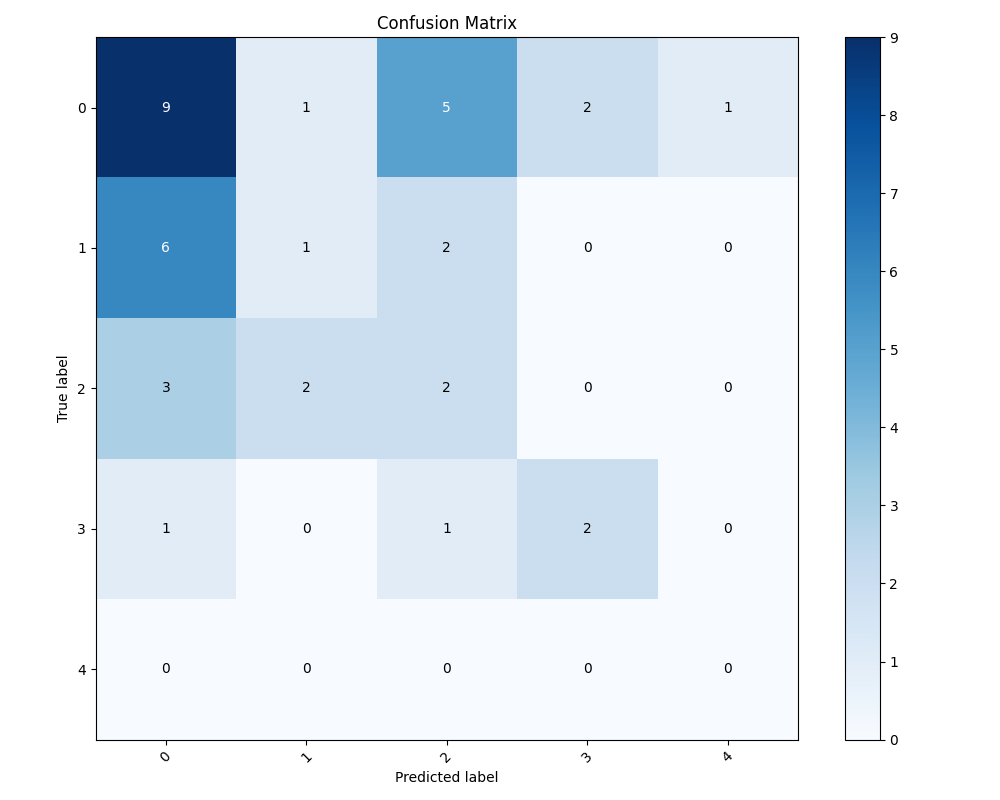 Confusion Matrix
0 9 1 5 2 1
1 6 1 2 0 0
2 3 2 2 0 0
3 1 0 1 2 0
4 0 0 0 0 0
0 1 2 3 4
True label
Predicted label
9
8
7
6
5
4
3
2
1
0